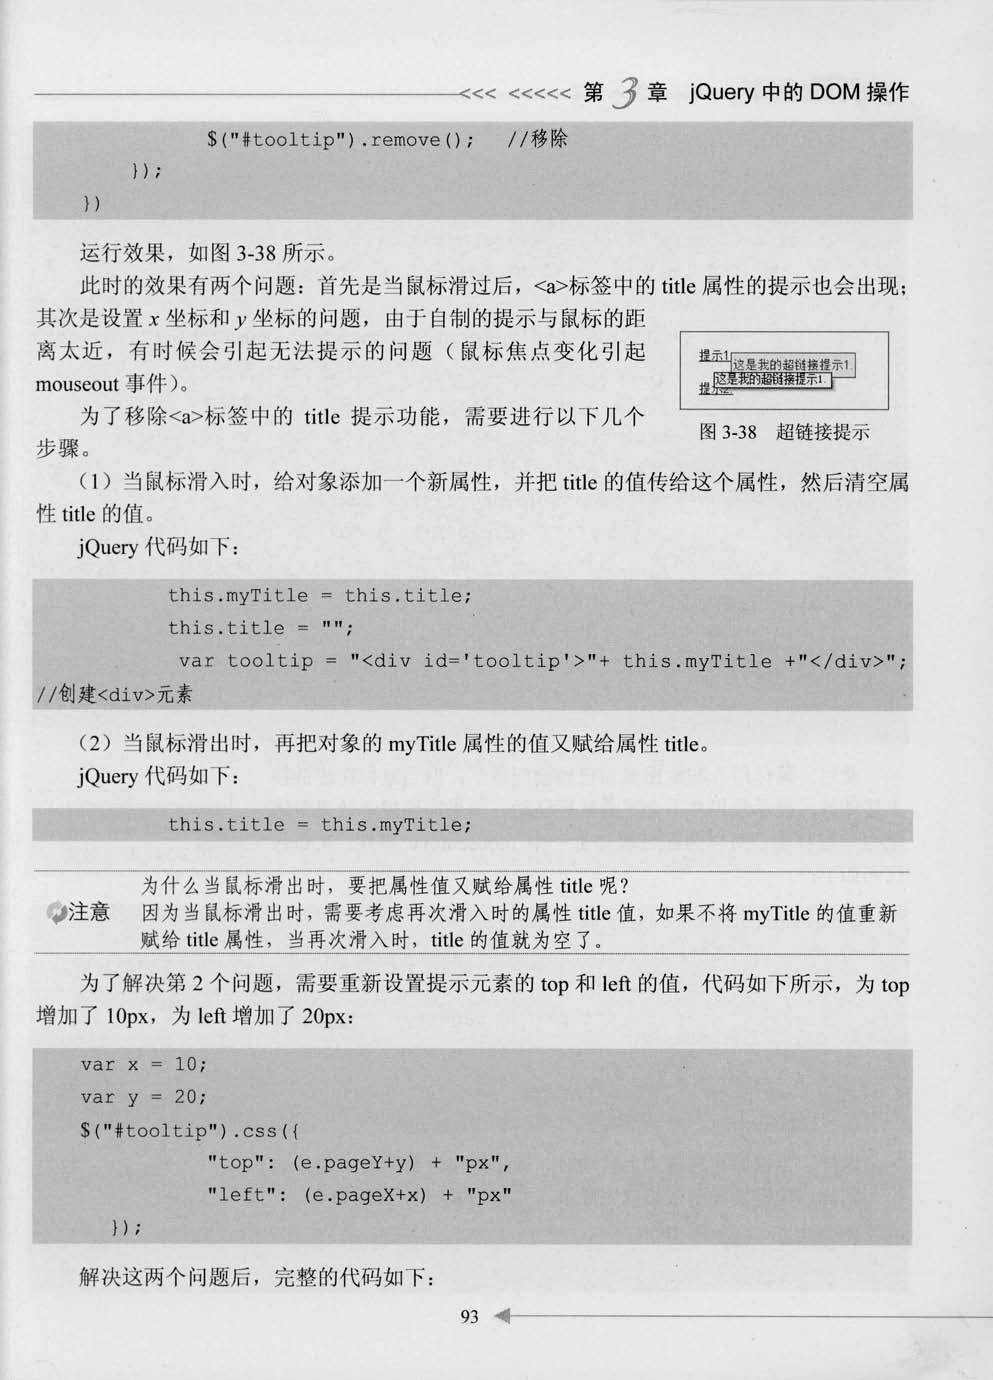 <<< <<<<< 第3章 jQuery 中的 DOM 操作
$("#tooltip").remove(); //移除
});
})
运行效果，如图 3-38 所示。
此时的效果有两个问题：首先是当鼠标滑过后，<a>标签中的 title 属性的提示也会出现；
其次是设置 x 坐标和 y 坐标的问题，由于自制的提示与鼠标的距
离太近，有时候会引起无法提示的问题（鼠标焦点变化引起
mouseout 事件）。
提示1.
这是我的超链接提示1.
这是我的超链接提示1.
提示2.
图 3-38 超链接提示
为了移除<a>标签中的 title 提示功能，需要进行以下几个
步骤。
（1）当鼠标滑入时，给对象添加一个新属性，并把 title 的值传给这个属性，然后清空属
性 title 的值。
jQuery 代码如下：
this.myTitle = this.title;
this.title = "";
var tooltip = "<div id='tooltip'>"+ this.myTitle +"</div>";
//创建<div>元素
（2）当鼠标滑出时，再把对象的 myTitle 属性的值又赋给属性 title。
jQuery 代码如下：
this.title = this.myTitle;
为什么当鼠标滑出时，要把属性值又赋给属性 title 呢？
注意 因为当鼠标滑出时，需要考虑再次滑入时的属性 title 值，如果不将 myTitle 的值重新
赋给 title 属性，当再次滑入时，title 的值就为空了。
为了解决第 2 个问题，需要重新设置提示元素的 top 和 left 的值，代码如下所示，为 top
增加了 10px，为 left 增加了 20px：
var x = 10;
var y = 20;
$("#tooltip").css({
"top": (e.pageY+y) + "px",
"left": (e.pageX+x) + "px"
});
解决这两个问题后，完整的代码如下：
93